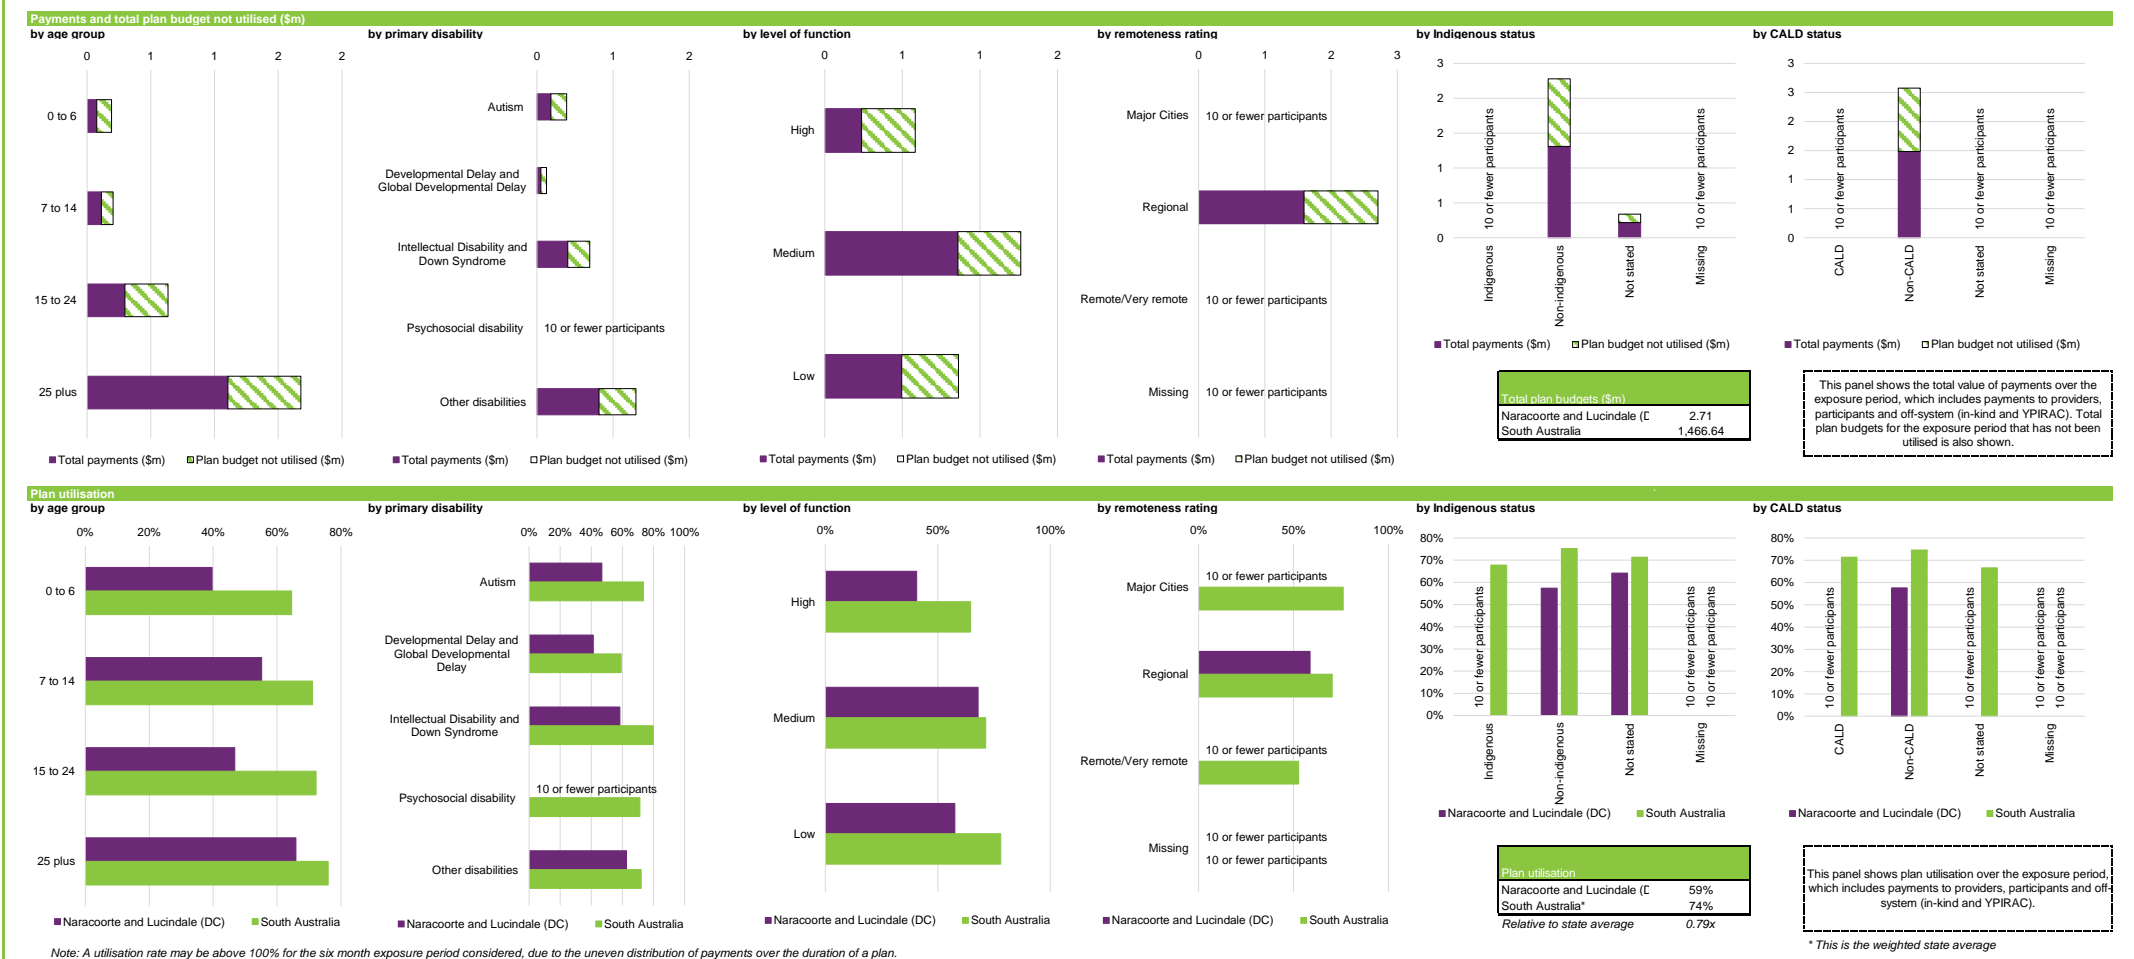 Payments and total plan budget not utilised ($m)
by age group
0 1 1 2 2
0 to 6
7 to 14
15 to 24
25 plus
Total payments ($m) Plan budget not utilised ($m)
by primary disability
0 1 1 2
Autism
Developmental Delay and
Global Developmental Delay
Intellectual Disability and
Down Syndrome
Psychosocial disability 10 or fewer participants
Other disabilities
Total payments ($m) Plan budget not utilised ($m)
by level of function
0 1 1 2
High
Medium
Low
Total payments ($m) Plan budget not utilised ($m)
by remoteness rating
0 1 2 3
Major Cities 10 or fewer participants
Regional
Remote/Very remote 10 or fewer participants
Missing 10 or fewer participants
Total payments ($m) Plan budget not utilised ($m)
by Indigenous status
3
2
2
1
1
0
10 or fewer participants
10 or fewer participants
Indigenous
Non-indigenous
Not stated
Missing
Total payments ($m) Plan budget not utilised ($m)
by CALD status
3
3
2
2
1
1
0
10 or fewer participants
10 or fewer participants
10 or fewer participants
CALD
Non-CALD
Not stated
Missing
Total payments ($m) Plan budget not utilised ($m)
Total plan budgets ($m)
Naracoorte and Lucindale (D 2.71
South Australia 1,466.64
This panel shows the total value of payments over the
exposure period, which includes payments to providers,
participants and off-system (in-kind and YPIRAC). Total
plan budgets for the exposure period that has not been
utilised is also shown.
Plan utilisation
by age group
0% 20% 40% 60% 80%
0 to 6
7 to 14
15 to 24
25 plus
Naracoorte and Lucindale (DC) South Australia
by primary disability
0% 20% 40% 60% 80% 100%
Autism
Developmental Delay and
Global Developmental
Delay
Intellectual Disability and
Down Syndrome
Psychosocial disability 10 or fewer participants
Other disabilities
Naracoorte and Lucindale (DC) South Australia
by level of function
0% 50% 100%
High
Medium
Low
Naracoorte and Lucindale (DC) South Australia
by remoteness rating
0% 50% 100%
Major Cities 10 or fewer participants
Regional
Remote/Very remote 10 or fewer participants
Missing 10 or fewer participants
10 or fewer participants
Naracoorte and Lucindale (DC) South Australia
by Indigenous status
80%
70%
60%
50%
40%
30%
20%
10%
0%
10 or fewer participants
10 or fewer participants
10 or fewer participants
Indigenous
Non-indigenous
Not stated
Missing
Naracoorte and Lucindale (DC) South Australia
by CALD status
80%
70%
60%
50%
40%
30%
20%
10%
0%
10 or fewer participants
10 or fewer participants
10 or fewer participants
10 or fewer participants
CALD
Non-CALD
Not stated
Missing
Naracoorte and Lucindale (DC) South Australia
Plan utilisation
Naracoorte and Lucindale (D 59%
South Australia* 74%
Relative to state average 0.79x
This panel shows plan utilisation over the exposure period,
which includes payments to providers, participants and off-
system (in-kind and YPIRAC).
* This is the weighted state average
Note: A utilisation rate may be above 100% for the six month exposure period considered, due to the uneven distribution of payments over the duration of a plan.